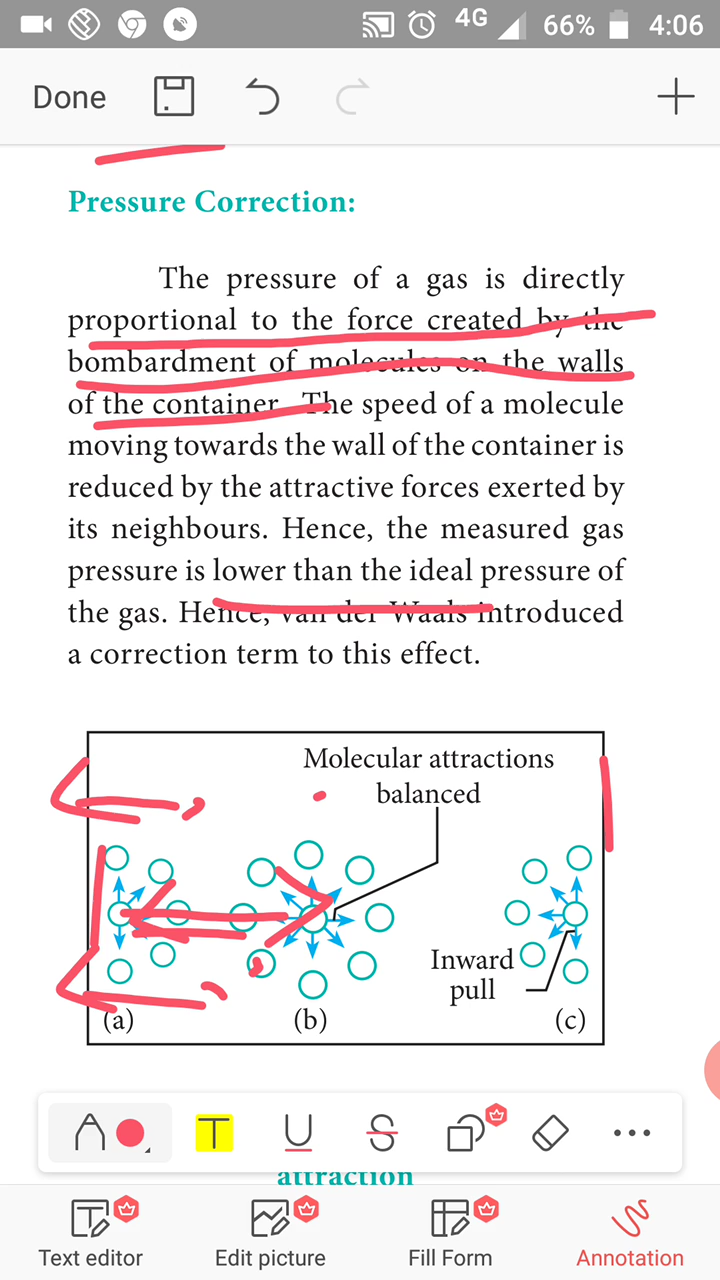 4G 66% 4:06
Done
Pressure Correction:
The pressure of a gas is directly
proportional to the force created by the
bombardment of molecules on the walls
of the container. The speed of a molecule
moving towards the wall of the container is
reduced by the attractive forces exerted by
its neighbours. Hence, the measured gas
pressure is lower than the ideal pressure of
the gas. Hence, van der Waals introduced
a correction term to this effect.
Molecular attractions
balanced
Inward
pull
(a) (b) (c)
attraction
Text editor Edit picture Fill Form Annotation